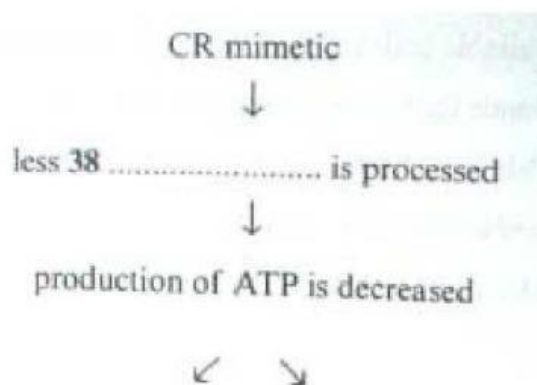 CR mimetic
↓
less 38 ........................ is processed
↓
production of ATP is decreased
↙ ↘